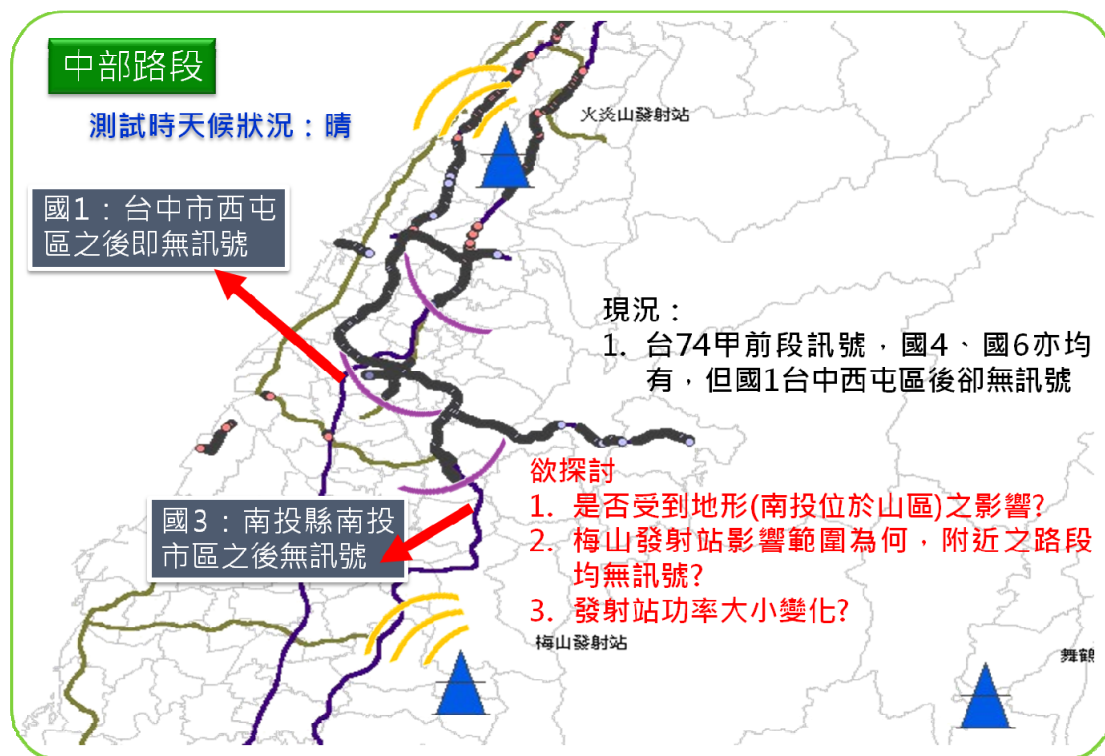 中部路段
測試時天候狀況：晴
火炎山發射站
國1：台中市西屯
區之後即無訊號
現況：
1. 台74甲前段訊號，國4、國6亦均
有，但國1台中西屯區後卻無訊號
欲探討
1. 是否受到地形(南投位於山區)之影響?
2. 梅山發射站影響範圍為何，附近之路段
均無訊號?
3. 發射站功率大小變化?
國3：南投縣南投
市區之後無訊號
梅山發射站
舞鶴